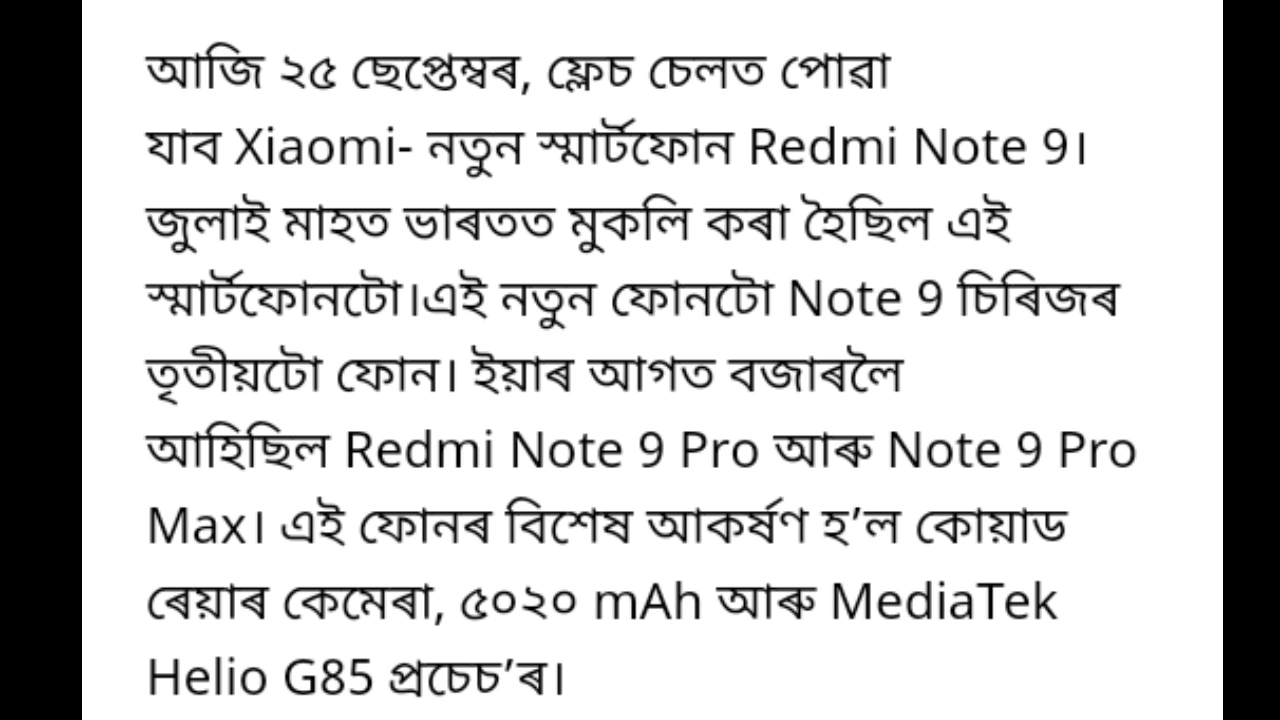 আজি ২৫ ছেপ্তেম্বৰ, ফ্লেচ চেলত পোৱা
যাব Xiaomi- নতুন স্মাৰ্টফোন Redmi Note 9।
জুলাই মাহত ভাৰতত মুকলি কৰা হৈছিল এই
স্মাৰ্টফোনটো।এই নতুন ফোনটো Note 9 চিৰিজৰ
তৃতীয়টো ফোন। ইয়াৰ আগত বজাৰলৈ
আহিছিল Redmi Note 9 Pro আৰু Note 9 Pro
Max। এই ফোনৰ বিশেষ আকৰ্ষণ হ’ল কোয়াড
ৰেয়াৰ কেমেৰা, ৫০২০ mAh আৰু MediaTek
Helio G85 প্ৰচেচ’ৰ।